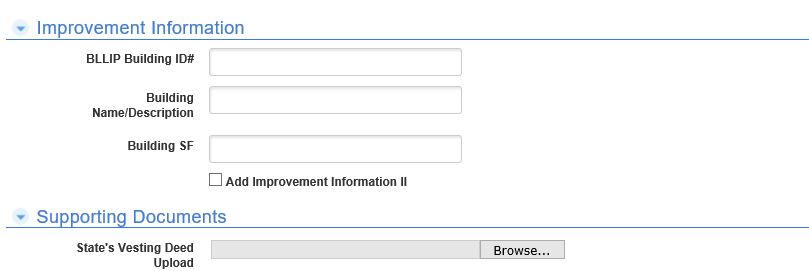 Improvement Information
BLLIP Building ID#
Building
Name/Description
Building SF
Add Improvement Information II
Supporting Documents
State's Vesting Deed
Upload
Browse...